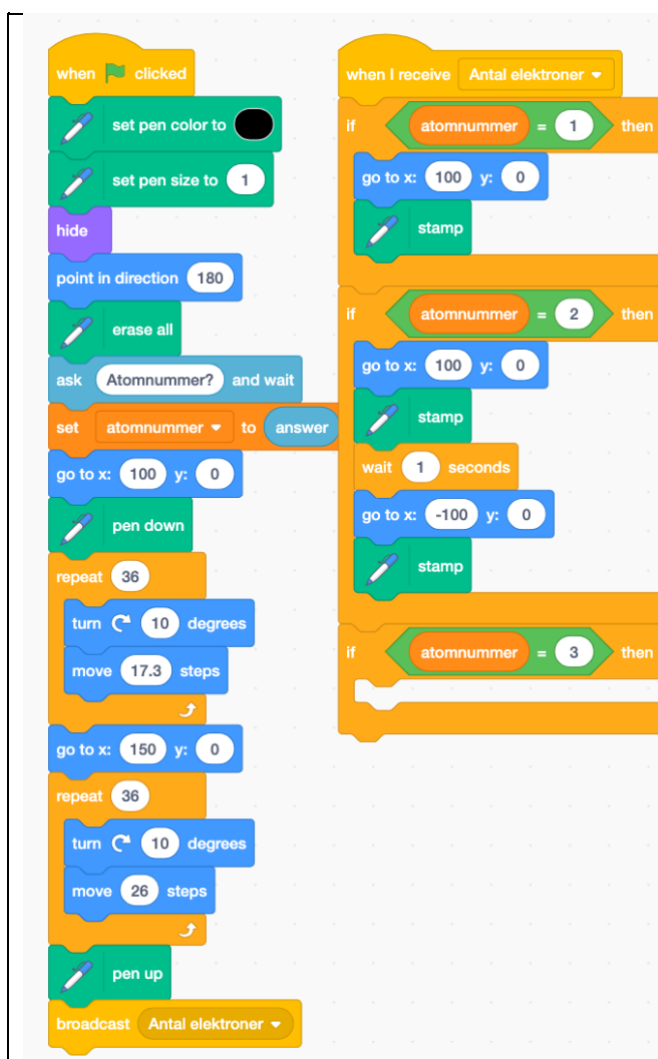 when clicked
set pen color to
set pen size to 1
hide
point in direction 180
erase all
ask Atomnummer? and wait
set atomnummer to answer
go to x: 100 y: 0
pen down
repeat 36
turn 10 degrees
move 17.3 steps
go to x: 150 y: 0
repeat 36
turn 10 degrees
move 26 steps
pen up
broadcast Antal elektroner
when I receive Antal elektroner
if atomnummer = 1 then
go to x: 100 y: 0
stamp
if atomnummer = 2 then
go to x: 100 y: 0
stamp
wait 1 seconds
go to x: -100 y: 0
stamp
if atomnummer = 3 then